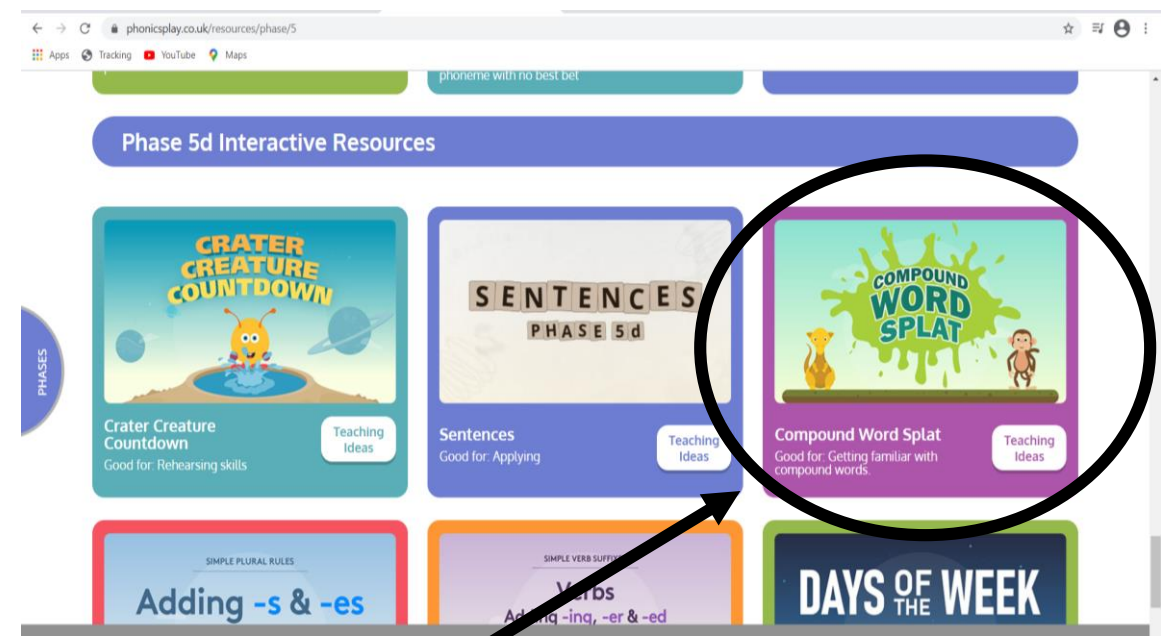 phonicsplay.co.uk/resources/phase/5
Apps Tracking YouTube Maps
phoneme with no best bet
Phase 5d Interactive Resources
PHASES
CRATER
CREATURE
COUNTDOWN
Crater Creature
Countdown
Good for: Rehearsing skills
Teaching
Ideas
SENTENCES
PHASE 5d
Sentences
Good for: Applying
Teaching
Ideas
COMPOUND
WORD
SPLAT
Compound Word Splat
Good for: Getting familiar with
compound words.
Teaching
Ideas
SIMPLE PLURAL RULES
Adding -s & -es
SIMPLE VERB
Verbs
Adding -ing, -er & -ed
DAYS OF THE WEEK